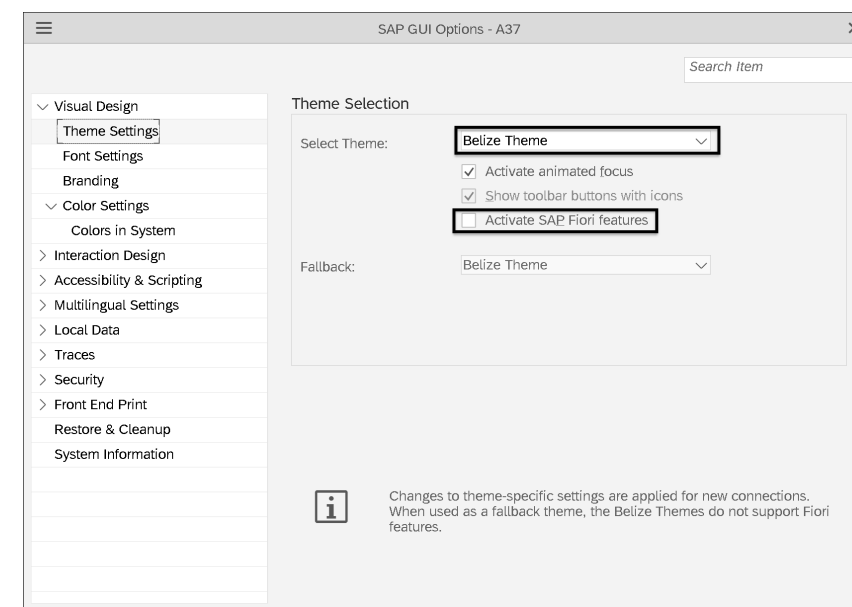 SAP GUI Options - A37
Search Item
Visual Design
Theme Settings
Font Settings
Branding
Color Settings
Colors in System
Interaction Design
Accessibility & Scripting
Multilingual Settings
Local Data
Traces
Security
Front End Print
Restore & Cleanup
System Information
Theme Selection
Select Theme:
Belize Theme
Activate animated focus
Show toolbar buttons with icons
Activate SAP Fiori features
Fallback:
Belize Theme
Changes to theme-specific settings are applied for new connections.
When used as a fallback theme, the Belize Themes do not support Fiori
features.